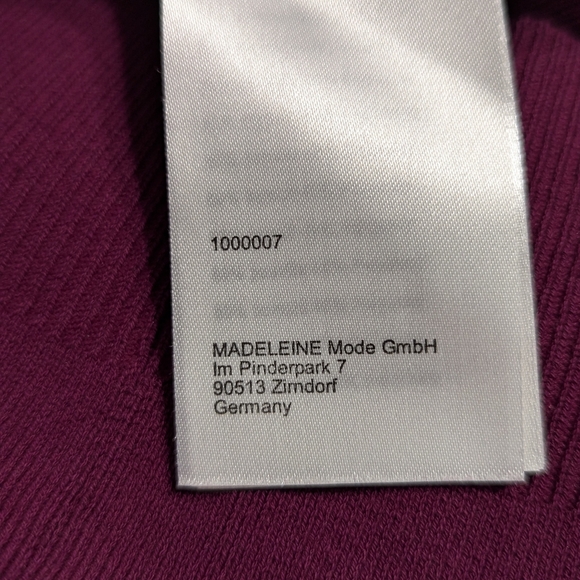 1000007
MADELEINE Mode GmbH
Im Pinderpark 7
90513 Zirndorf
Germany